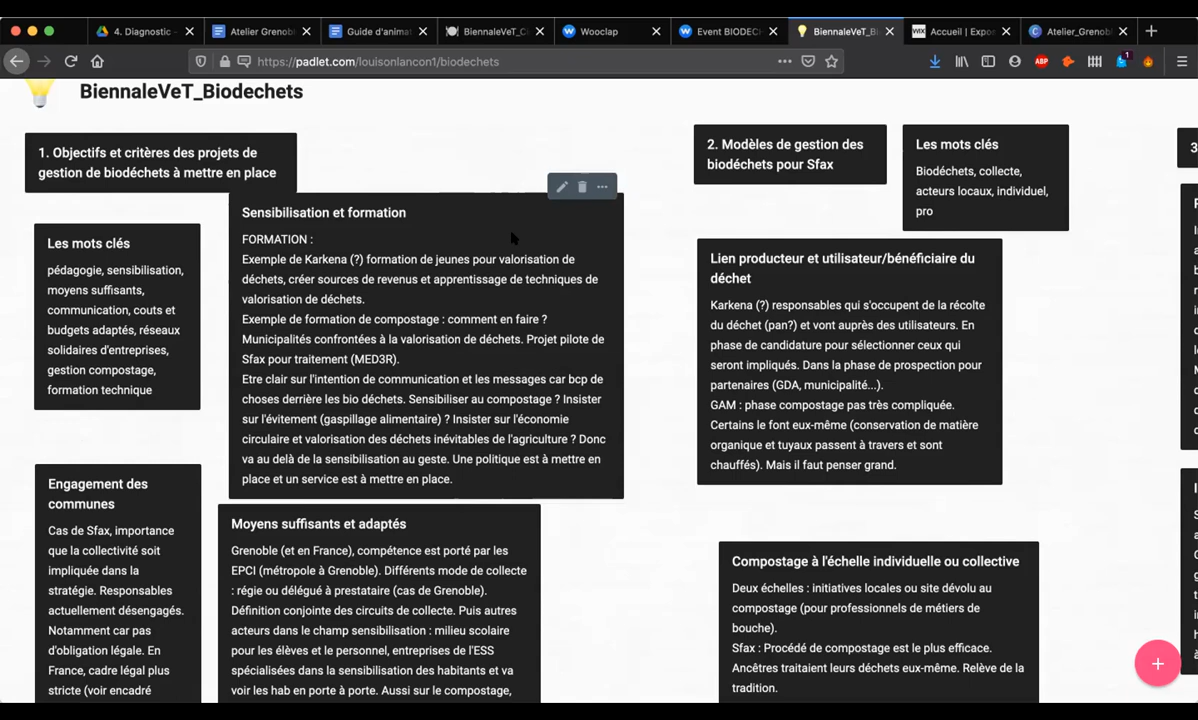 4. Diagnostic -
Atelier Grenobl
Guide d'animat
BiennaleVeT_Ci
Wooclap
Event BIODECH
BiennaleVeT_Bi
WIX
Accueil | Expos
Atelier_Grenobl
https://padlet.com/louisonlancon1/biodechets
ABP
1
BiennaleVeT_Biodechets
1. Objectifs et critères des projets de
gestion de biodéchets à mettre en place
Les mots clés
pédagogie, sensibilisation,
moyens suffisants,
communication, couts et
budgets adaptés, réseaux
solidaires d'entreprises,
gestion compostage,
formation technique
Sensibilisation et formation
FORMATION :
Exemple de Karkena (?) formation de jeunes pour valorisation de
déchets, créer sources de revenus et apprentissage de techniques de
valorisation de déchets.
Exemple de formation de compostage : comment en faire ?
Municipalités confrontées à la valorisation de déchets. Projet pilote de
Sfax pour traitement (MED3R).
Etre clair sur l'intention de communication et les messages car bcp de
choses derrière les bio déchets. Sensibiliser au compostage ? Insister
sur l'évitement (gaspillage alimentaire) ? Insister sur l'économie
circulaire et valorisation des déchets inévitables de l'agriculture ? Donc
va au delà de la sensibilisation au geste. Une politique est à mettre en
place et un service est à mettre en place.
Engagement des
communes
Cas de Sfax, importance
que la collectivité soit
impliquée dans la
stratégie. Responsables
actuellement désengagés.
Notamment car pas
d'obligation légale. En
France, cadre légal plus
stricte (voir encadré
Moyens suffisants et adaptés
Grenoble (et en France), compétence est porté par les
EPCI (métropole à Grenoble). Différents mode de collecte
: régie ou délégué à prestataire (cas de Grenoble).
Définition conjointe des circuits de collecte. Puis autres
acteurs dans le champ sensibilisation : milieu scolaire
pour les élèves et le personnel, entreprises de l'ESS
spécialisées dans la sensibilisation des habitants et va
voir les hab en porte à porte. Aussi sur le compostage,
2. Modèles de gestion des
biodéchets pour Sfax
Les mots clés
Biodéchets, collecte,
acteurs locaux, individuel,
pro
Lien producteur et utilisateur/bénéficiaire du
déchet
Karkena (?) responsables qui s'occupent de la récolte
du déchet (pan?) et vont auprès des utilisateurs. En
phase de candidature pour sélectionner ceux qui
seront impliqués. Dans la phase de prospection pour
partenaires (GDA, municipalité...).
GAM : phase compostage pas très compliquée.
Certains le font eux-même (conservation de matière
organique et tuyaux passent à travers et sont
chauffés). Mais il faut penser grand.
Compostage à l'échelle individuelle ou collective
Deux échelles : initiatives locales ou site dévolu au
compostage (pour professionnels de métiers de
bouche).
Sfax : Procédé de compostage est le plus efficace.
Ancêtres traitaient leurs déchets eux-même. Relève de la
tradition.
3